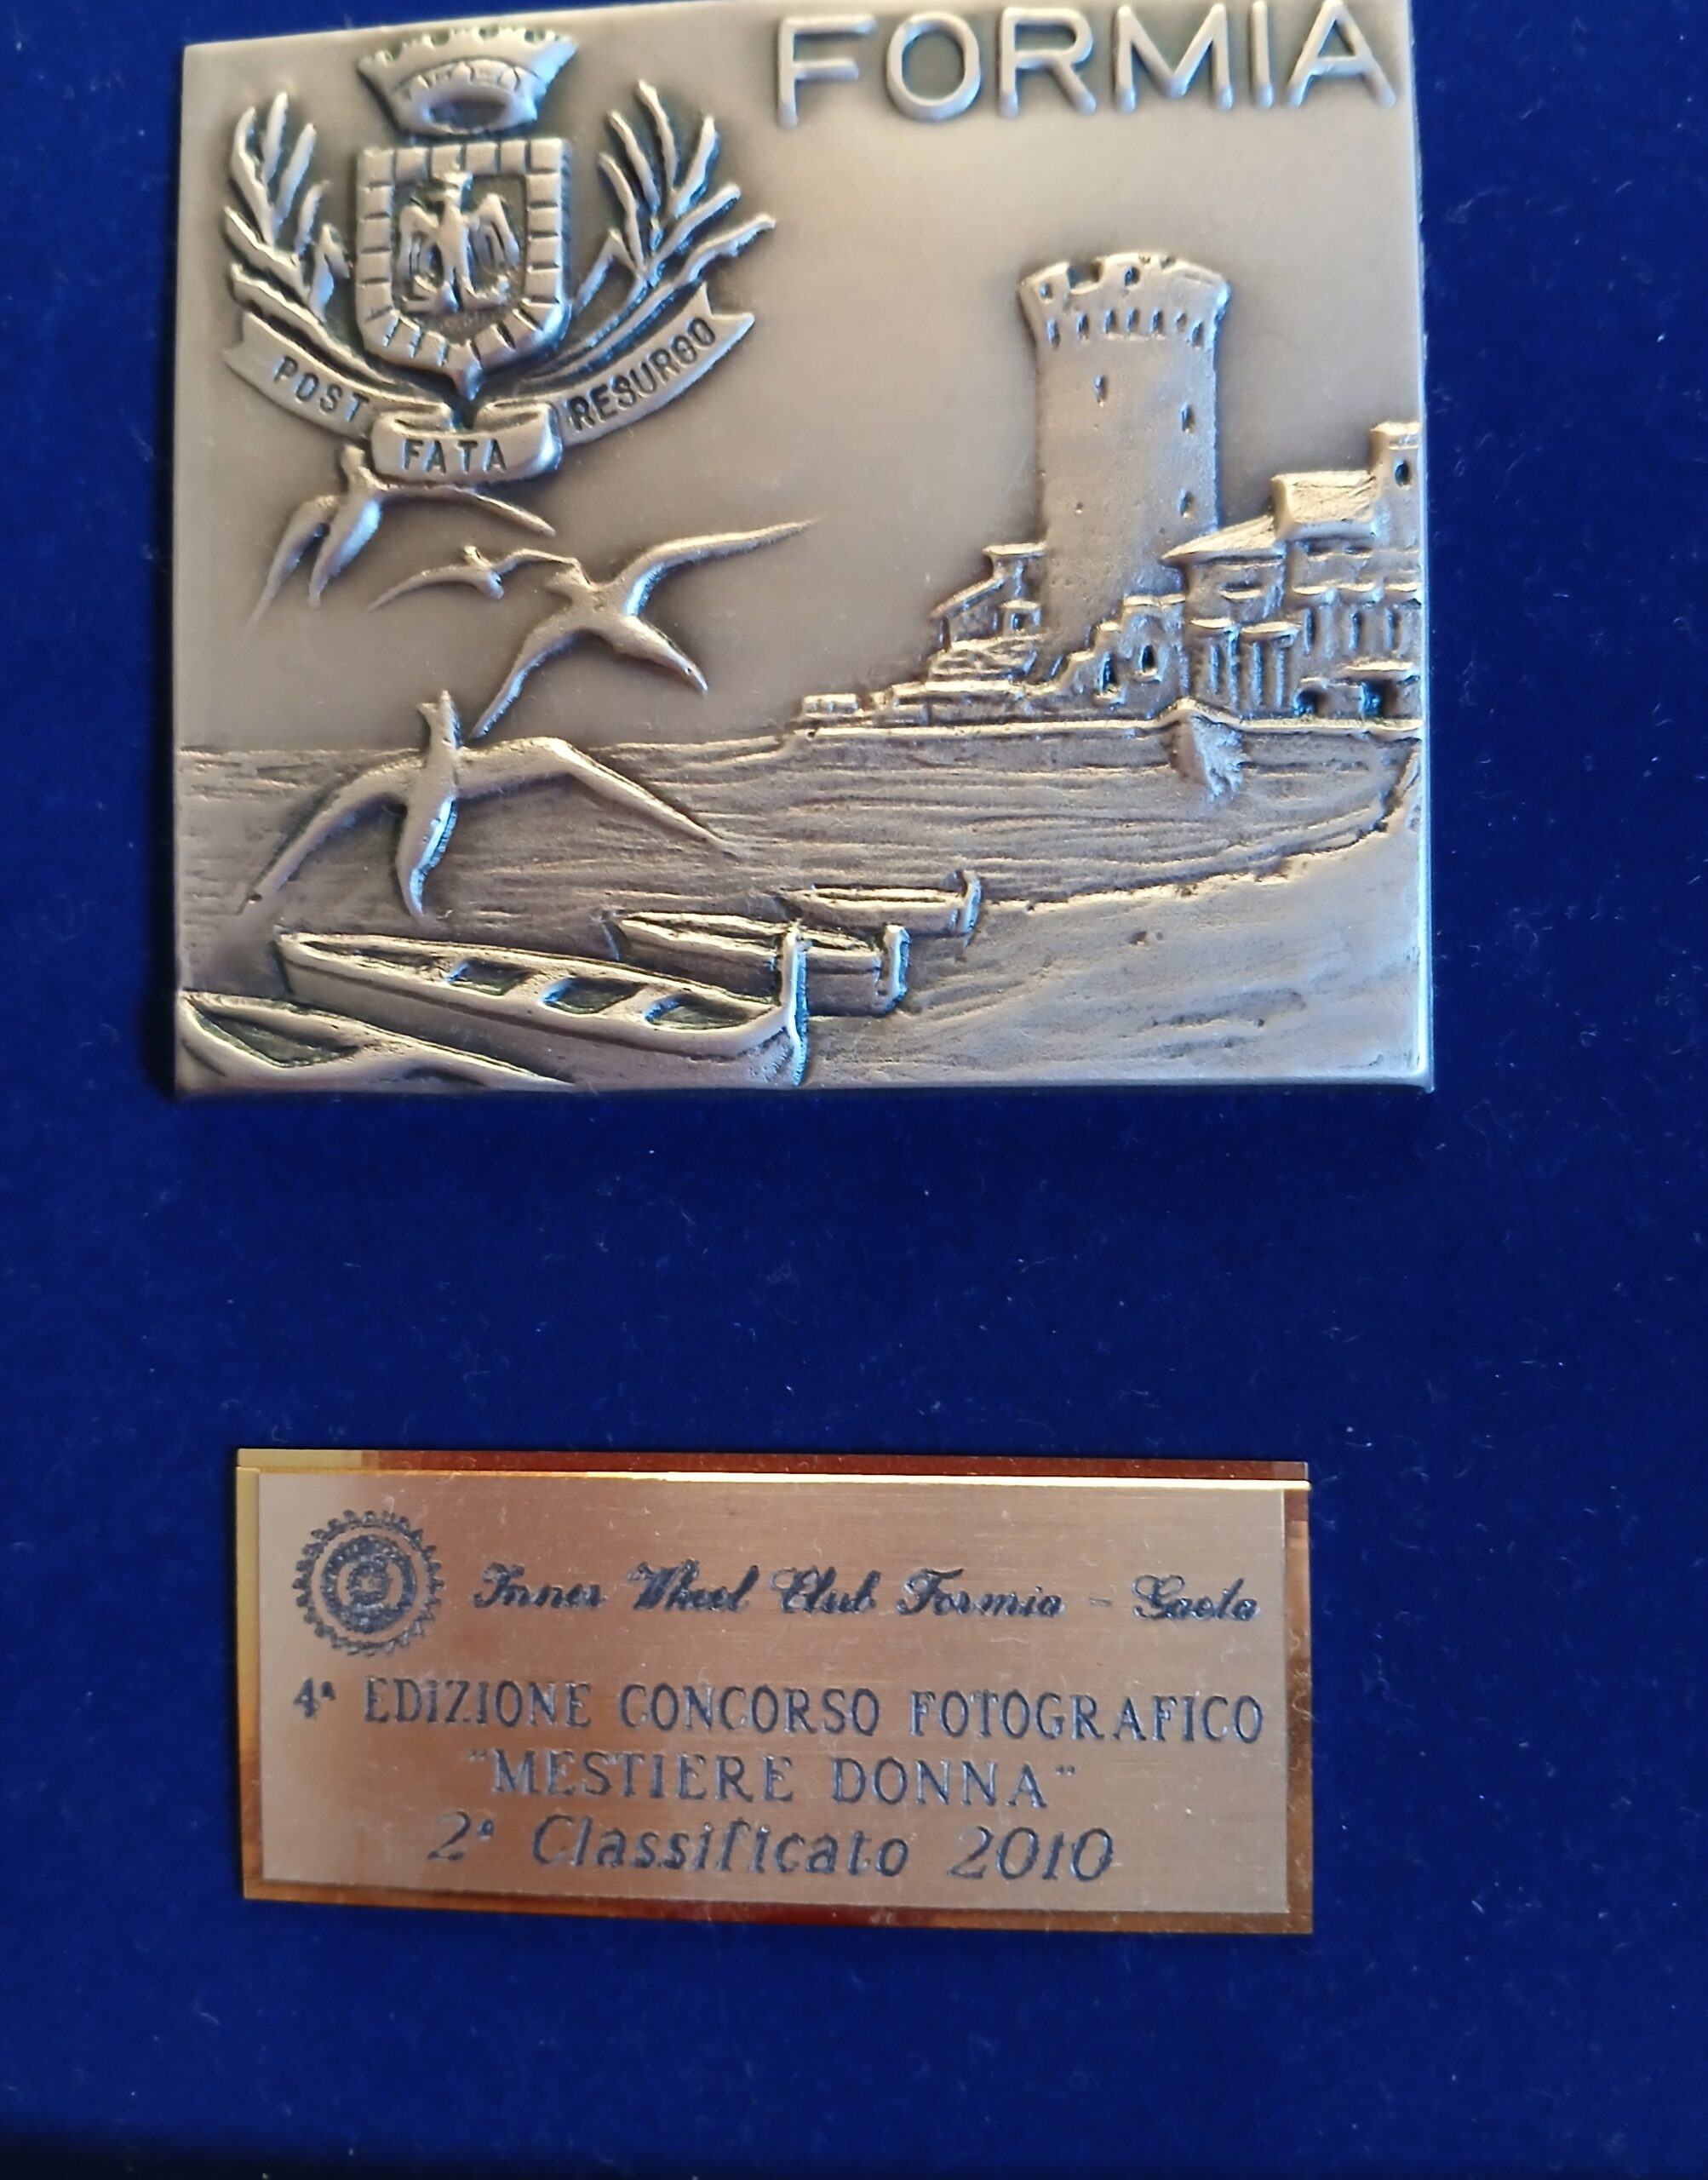 FORMIA
POST FATA RESURGO
Inner Wheel Club Formia - Gaeta
4ª EDIZIONE CONCORSO FOTOGRAFICO
"MESTIERE DONNA"
2ª Classificato 2010